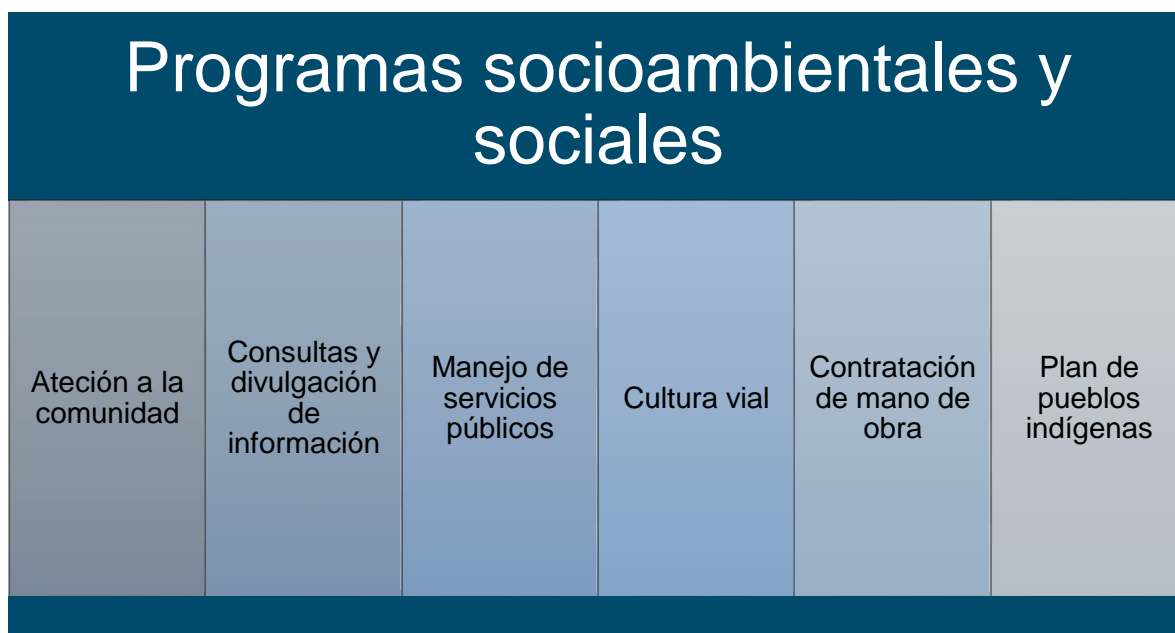 Programas socioambientales y
sociales
Ateción a la
comunidad
Consultas y
divulgación
de
información
Manejo de
servicios
públicos
Cultura vial
Contratación
de mano de
obra
Plan de
pueblos
indígenas